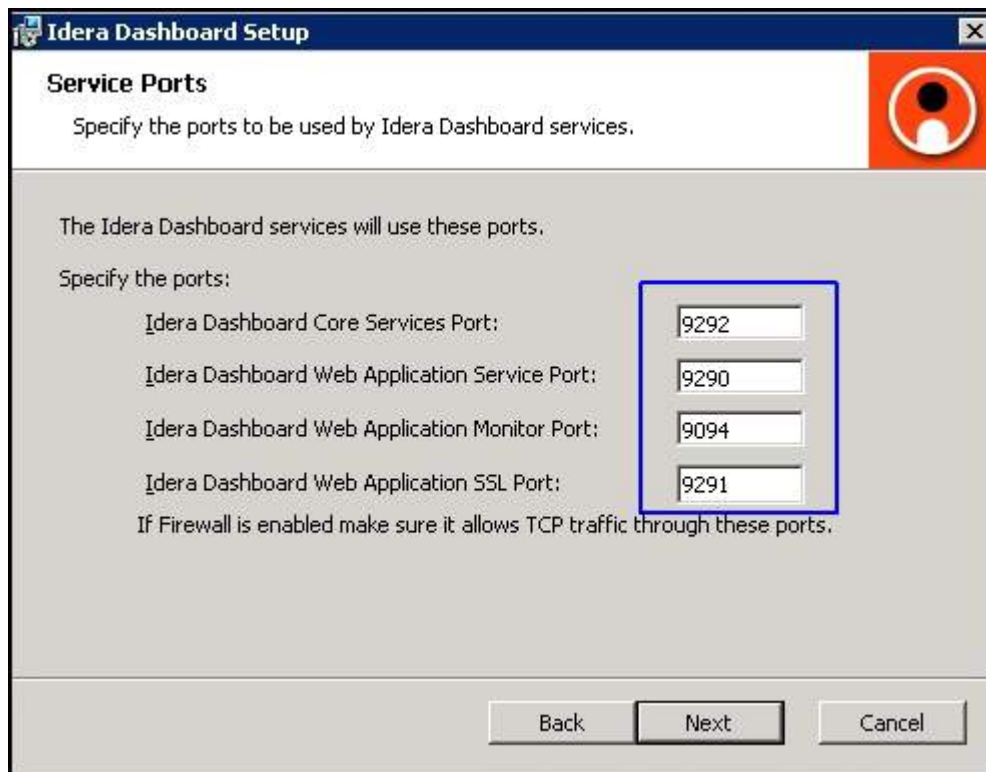 Idera Dashboard Setup
Service Ports
Specify the ports to be used by Idera Dashboard services.
The Idera Dashboard services will use these ports.
Specify the ports:
Idera Dashboard Core Services Port: 9292
Idera Dashboard Web Application Service Port: 9290
Idera Dashboard Web Application Monitor Port: 9094
Idera Dashboard Web Application SSL Port: 9291
If Firewall is enabled make sure it allows TCP traffic through these ports.
Back Next Cancel